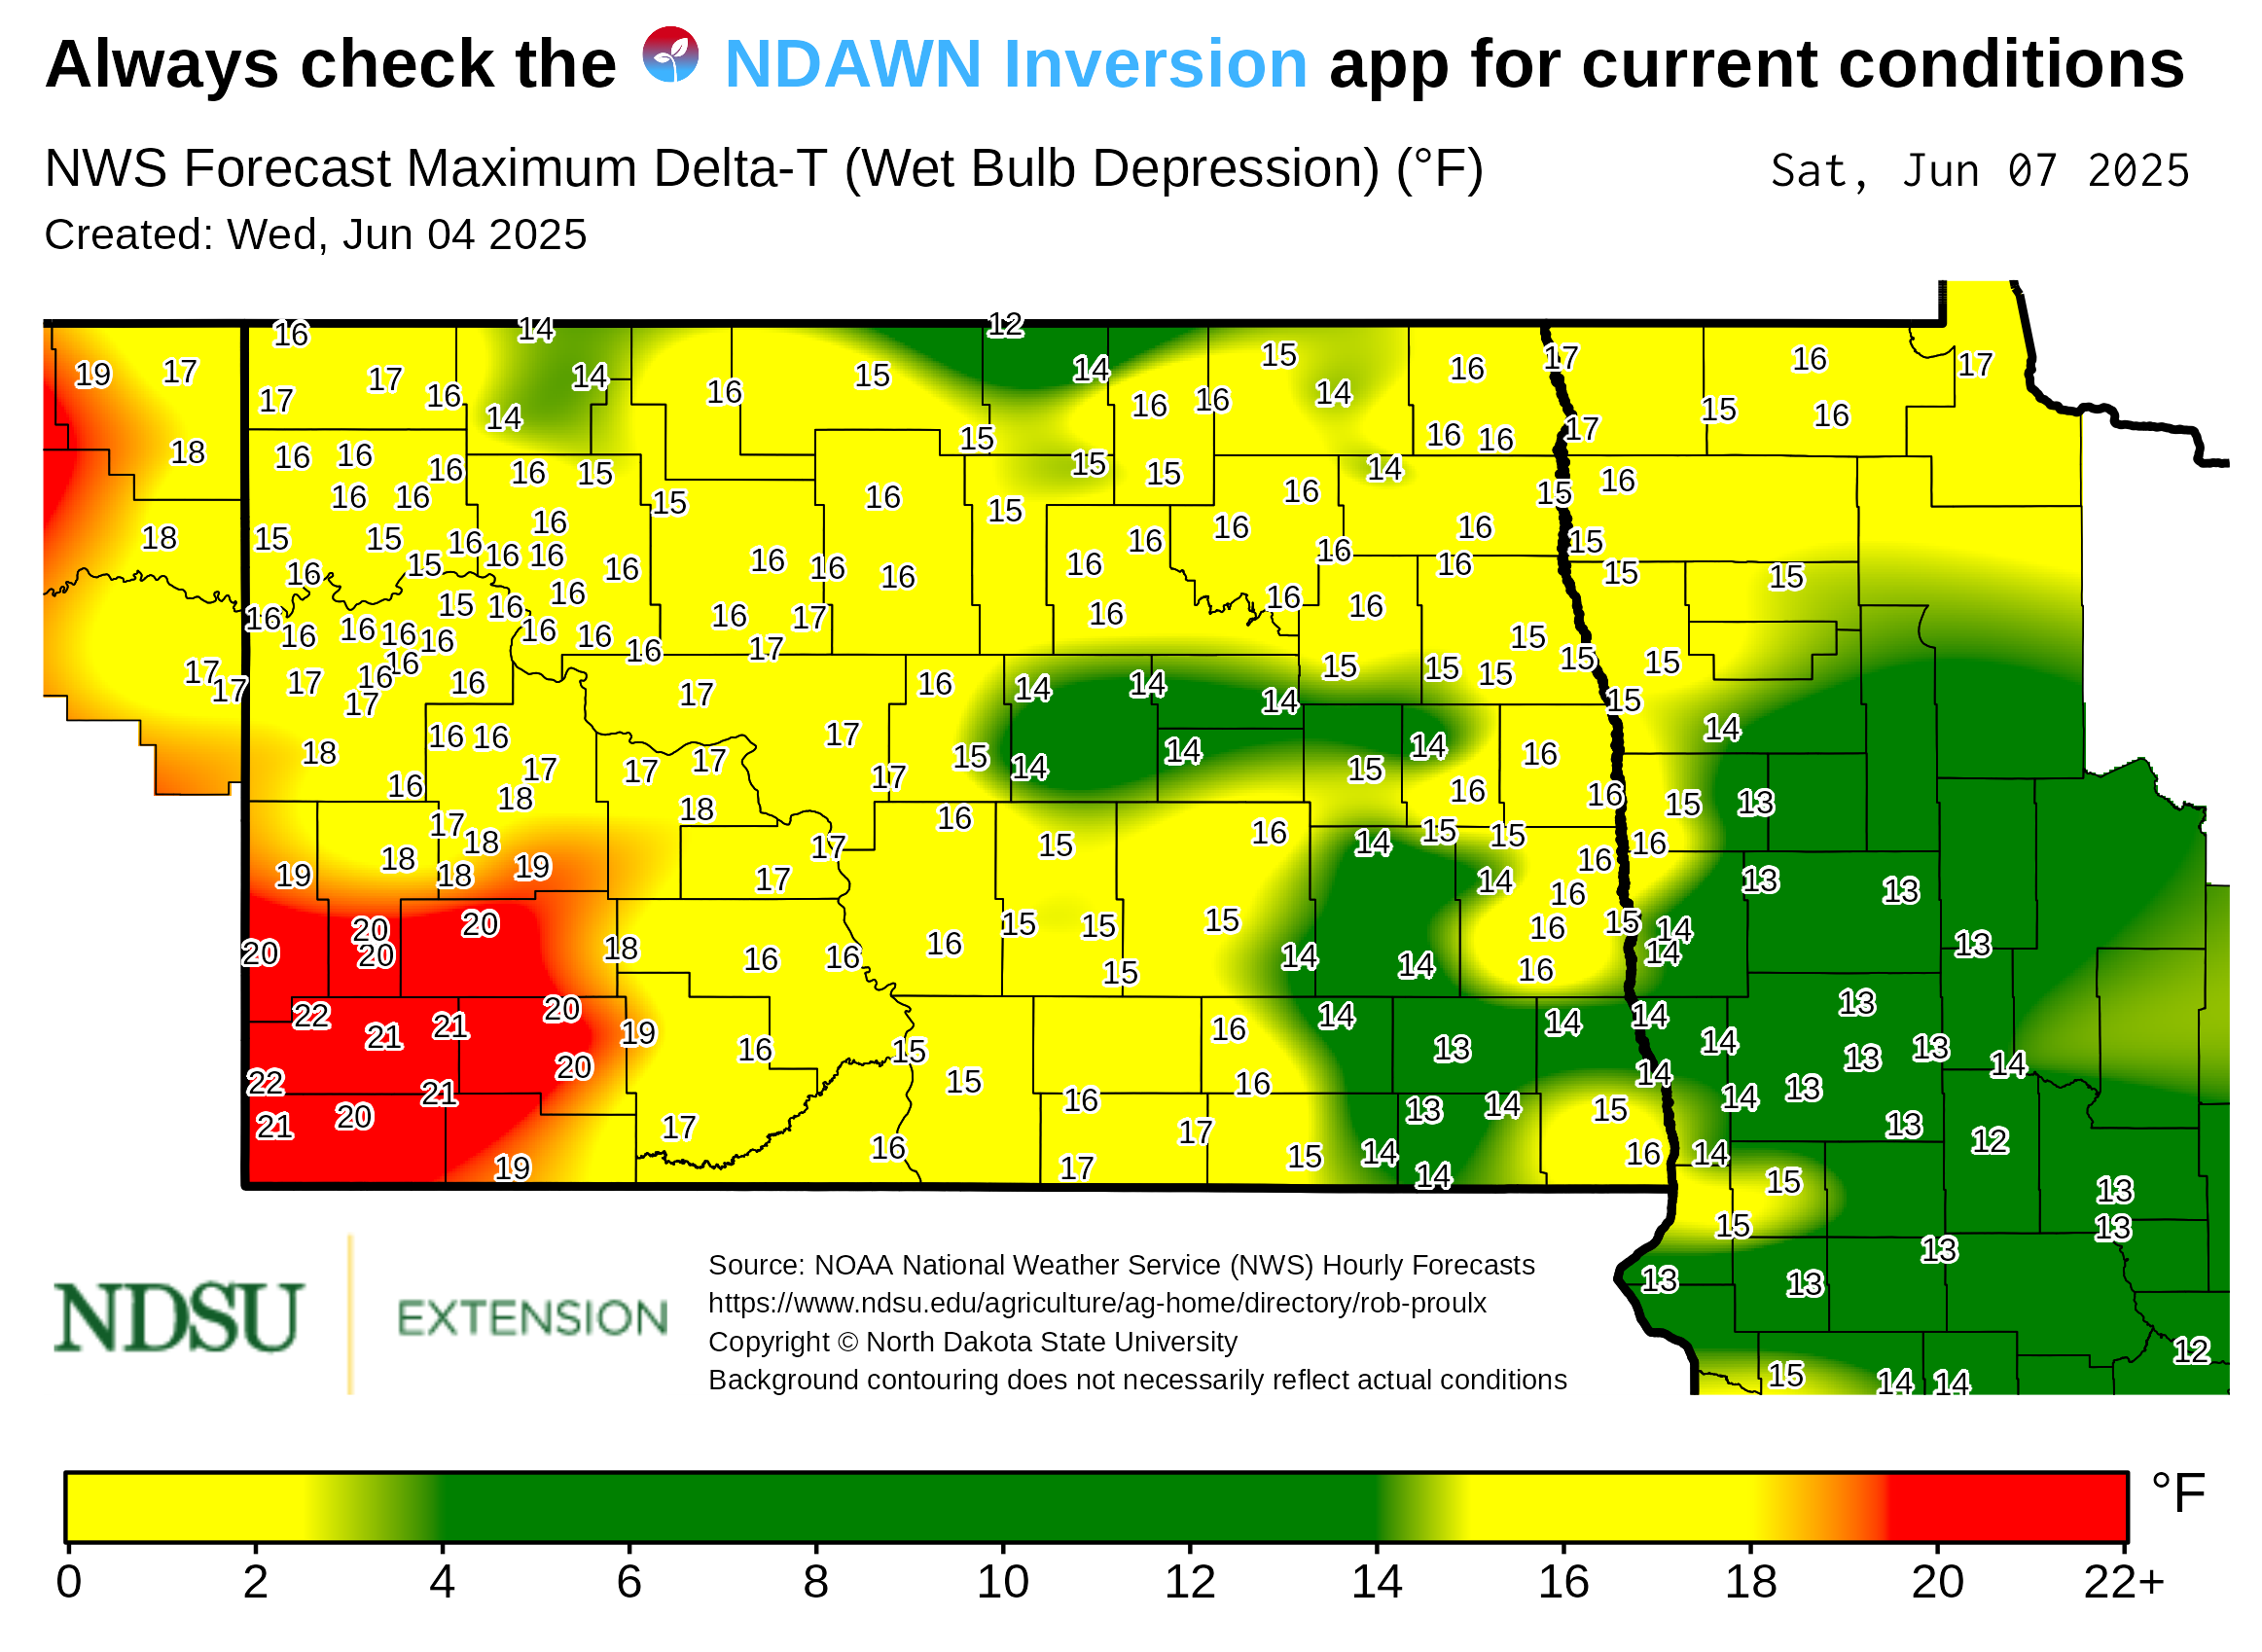 Always check the NDAWN Inversion app for current conditions
NWS Forecast Maximum Delta-T (Wet Bulb Depression) (°F)
Sat, Jun 07 2025
Created: Wed, Jun 04 2025
16 14 12
19 17 17 16 14 15 14 15 16 17 16 17
17 14 16 16 16 14 15 16
18 16 16 16 16 15 15 15 15 16 16 17
16 16 15 16 15 16 14 15 16
18 15 15 16 16 16 16 16 16 16 15
16 15 16 16 16 16 16 16 16 16 15 15
16 16 15 16 16 16 17 16 16 16
16 16 16 16 16 16 16 17 15 15 15
17 17 17 16 16 17 16 17 16 14 14 14 15 15 15 15
18 16 16 17 15 14 14 15 16 14
16 17 17 17 17 14 15 14 16
18 18 16 16 15 13
17 18 17 15 16 14 15 15 16
19 18 18 19 17 14 16 13 13
20 20 20 20 18 16 16 16 15 15 15 14 14 16 16 15 14 14 13
16 15
22 21 21 20 19 16 15 16 14 13 14 14 14 13
22 21 20 15 16 16 14 14 13 13 13 14
21 20 17 16 17 15 13 14 15 14 13 12
19 17 14 14 16 14 15 13
15 13
13 13 13
15 14 14 12
NDSU EXTENSION
Source: NOAA National Weather Service (NWS) Hourly Forecasts
https://www.ndsu.edu/agriculture/ag-home/directory/rob-proulx
Copyright © North Dakota State University
Background contouring does not necessarily reflect actual conditions
°F
0 2 4 6 8 10 12 14 16 18 20 22+